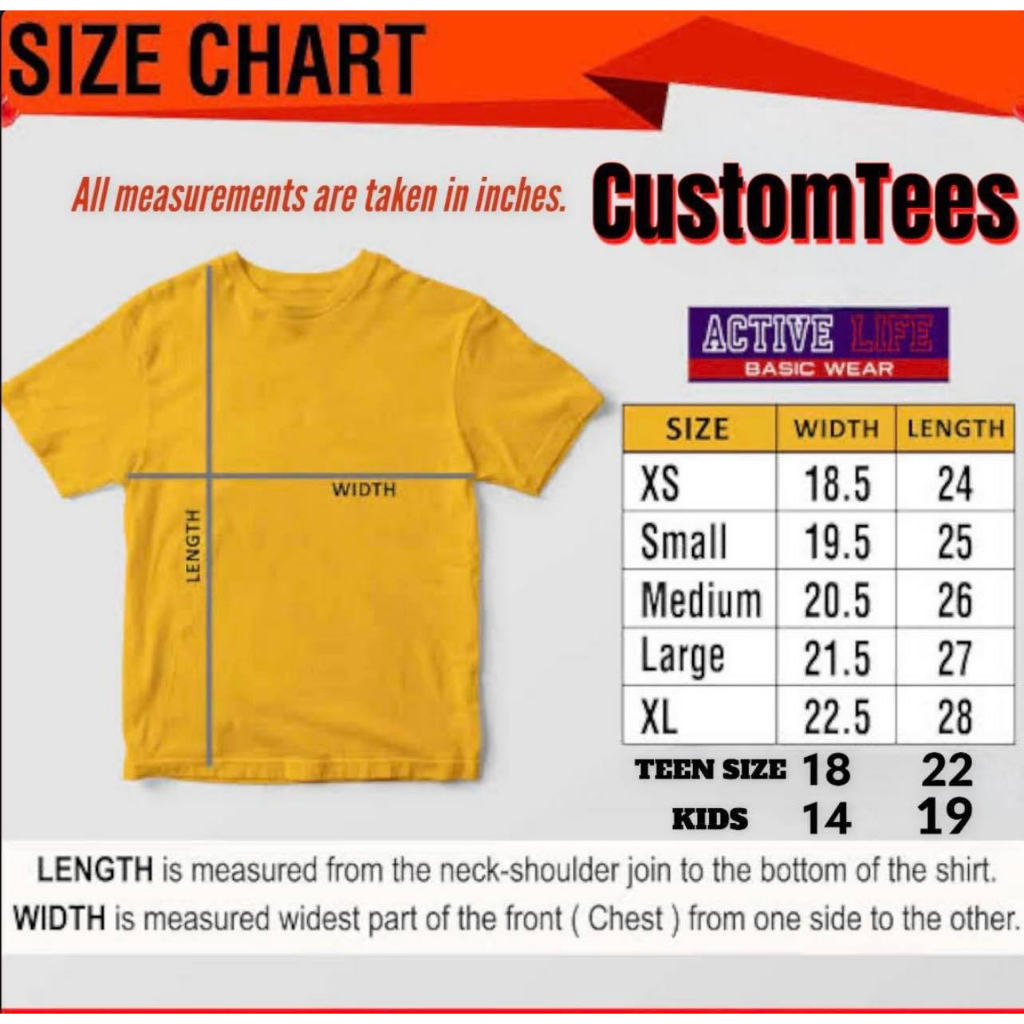 SIZE CHART
All measurements are taken in inches.
CustomTees
ACTIVE LIFE
BASIC WEAR
WIDTH
LENGTH
SIZE WIDTH LENGTH
XS 18.5 24
Small 19.5 25
Medium 20.5 26
Large 21.5 27
XL 22.5 28
TEEN SIZE 18 22
KIDS 14 19
LENGTH is measured from the neck-shoulder join to the bottom of the shirt.
WIDTH is measured widest part of the front ( Chest ) from one side to the other.